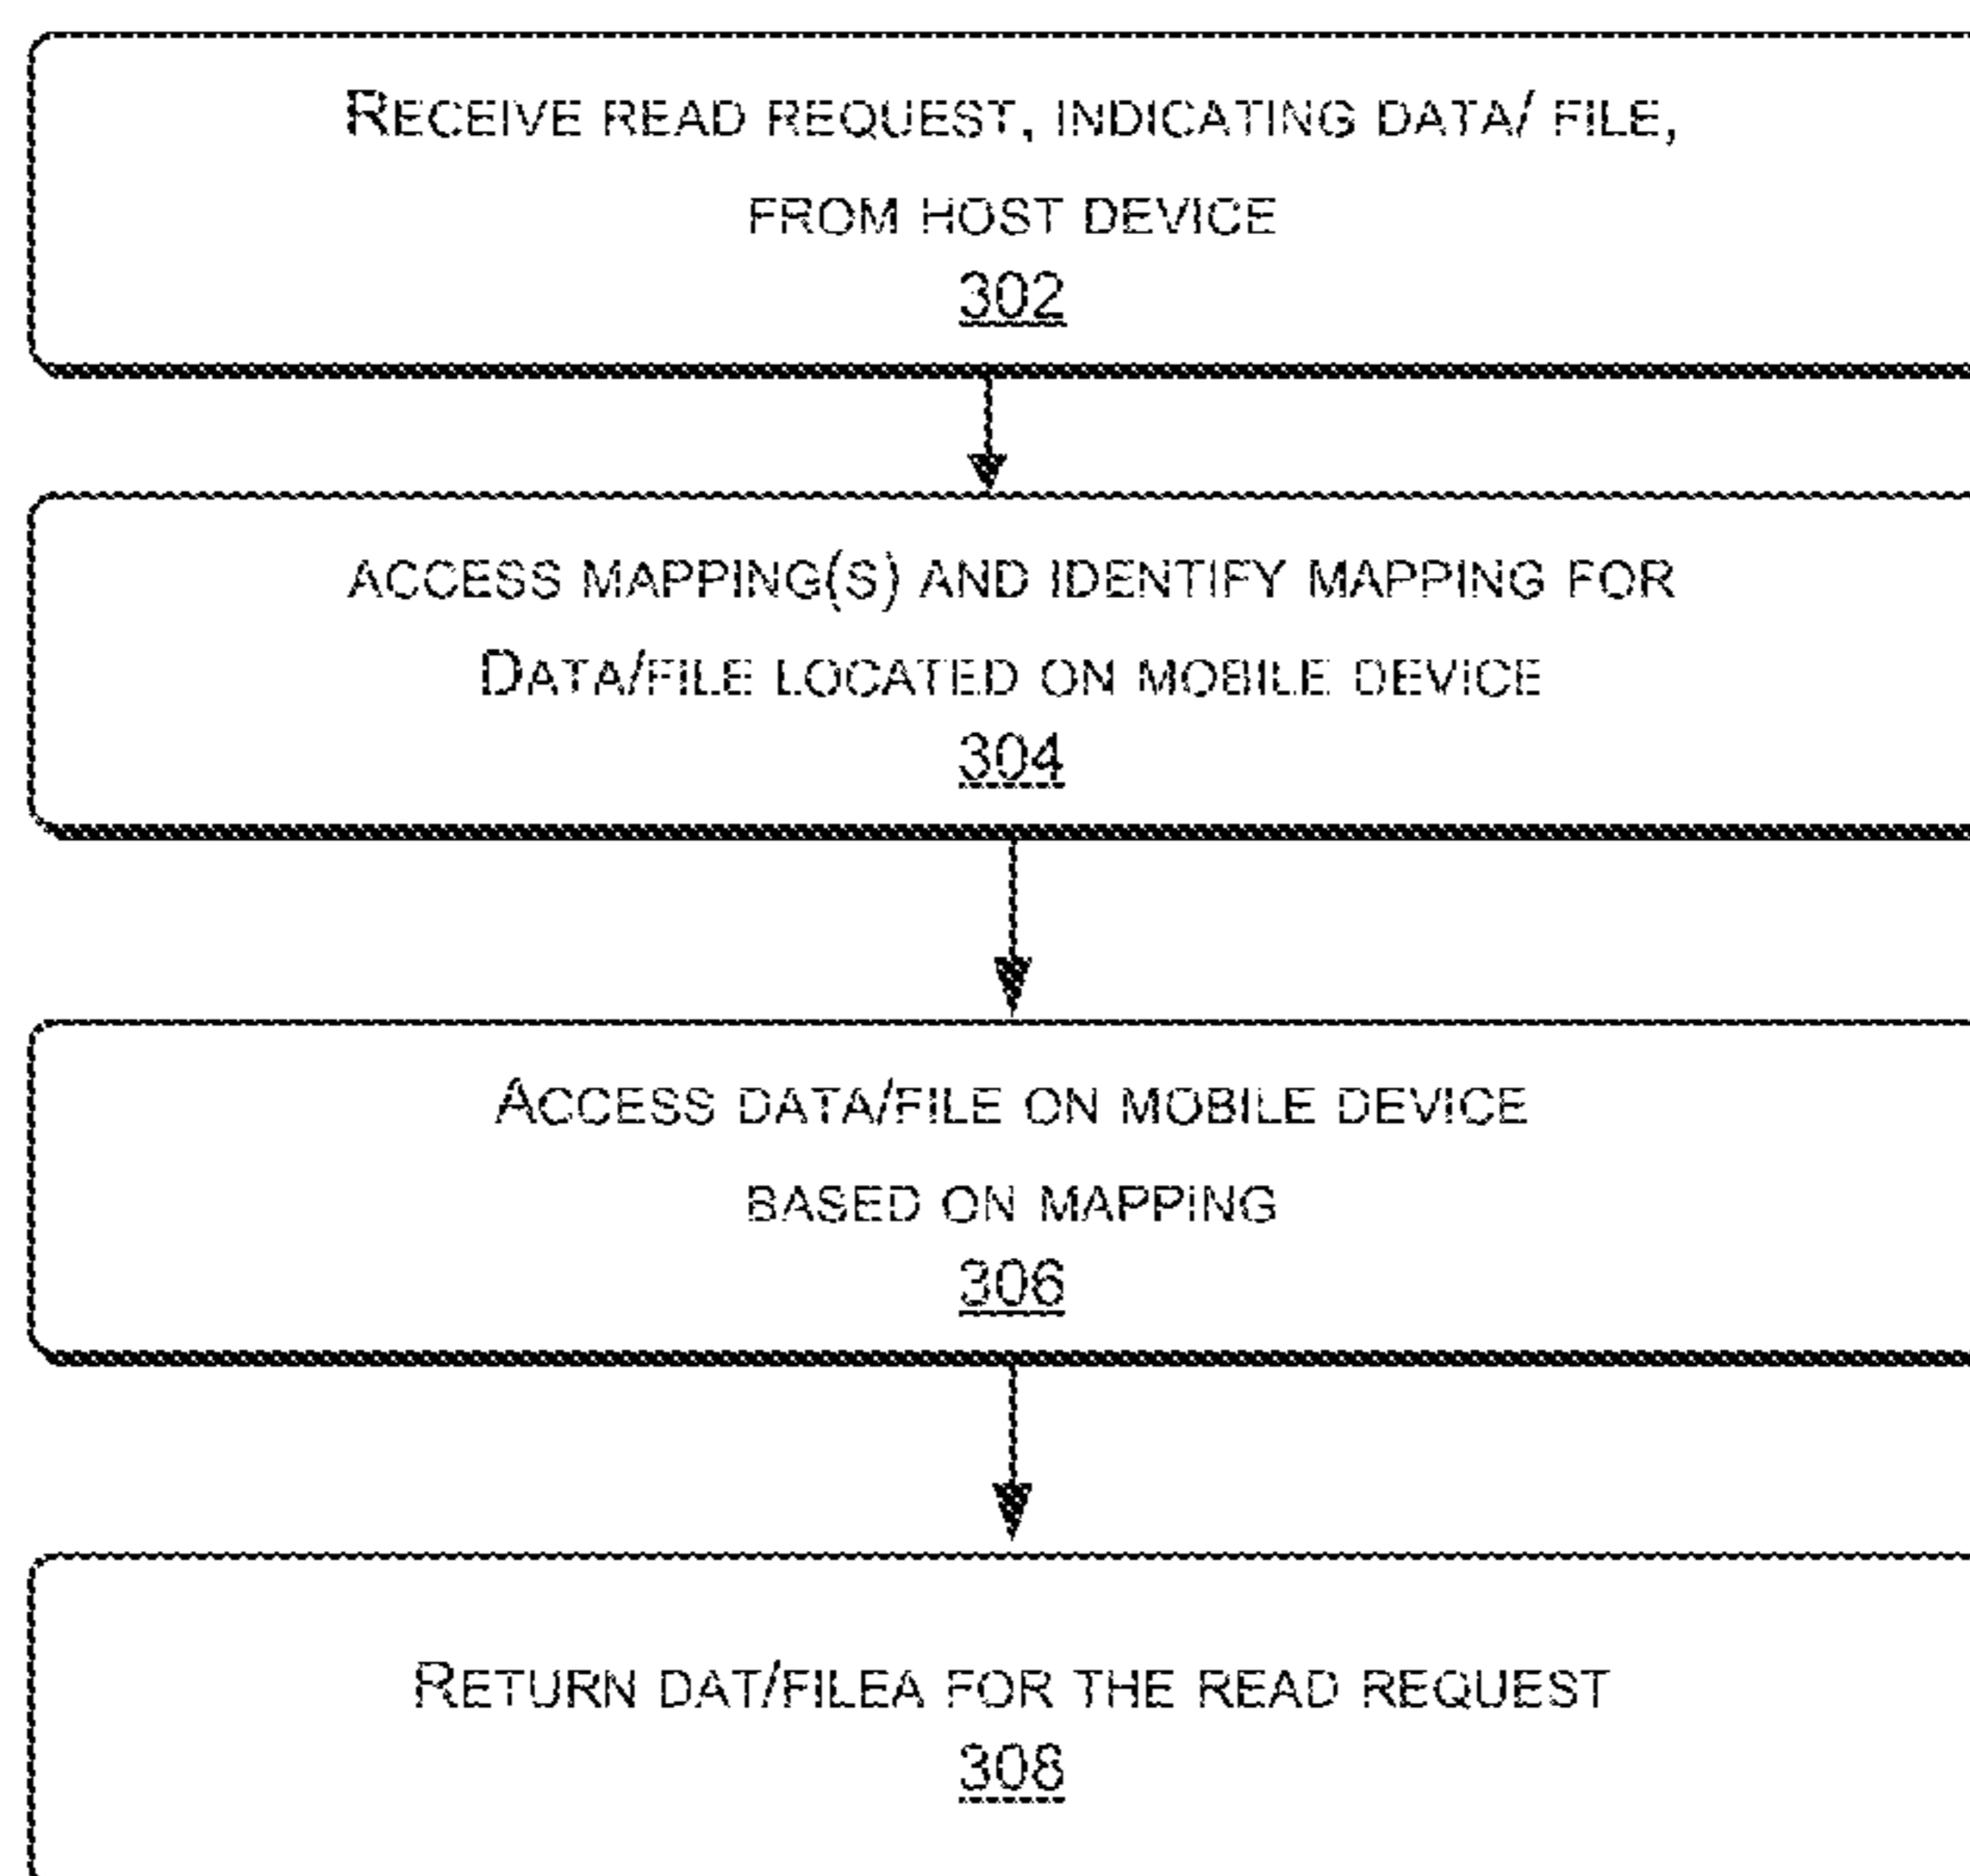 RECEIVE READ REQUEST, INDICATING DATA/ FILE,
FROM HOST DEVICE
302
ACCESS MAPPING(S) AND IDENTIFY MAPPING FOR
DATA/FILE LOCATED ON MOBILE DEVICE
304
ACCESS DATA/FILE ON MOBILE DEVICE
BASED ON MAPPING
306
RETURN DAT/FILEA FOR THE READ REQUEST
308